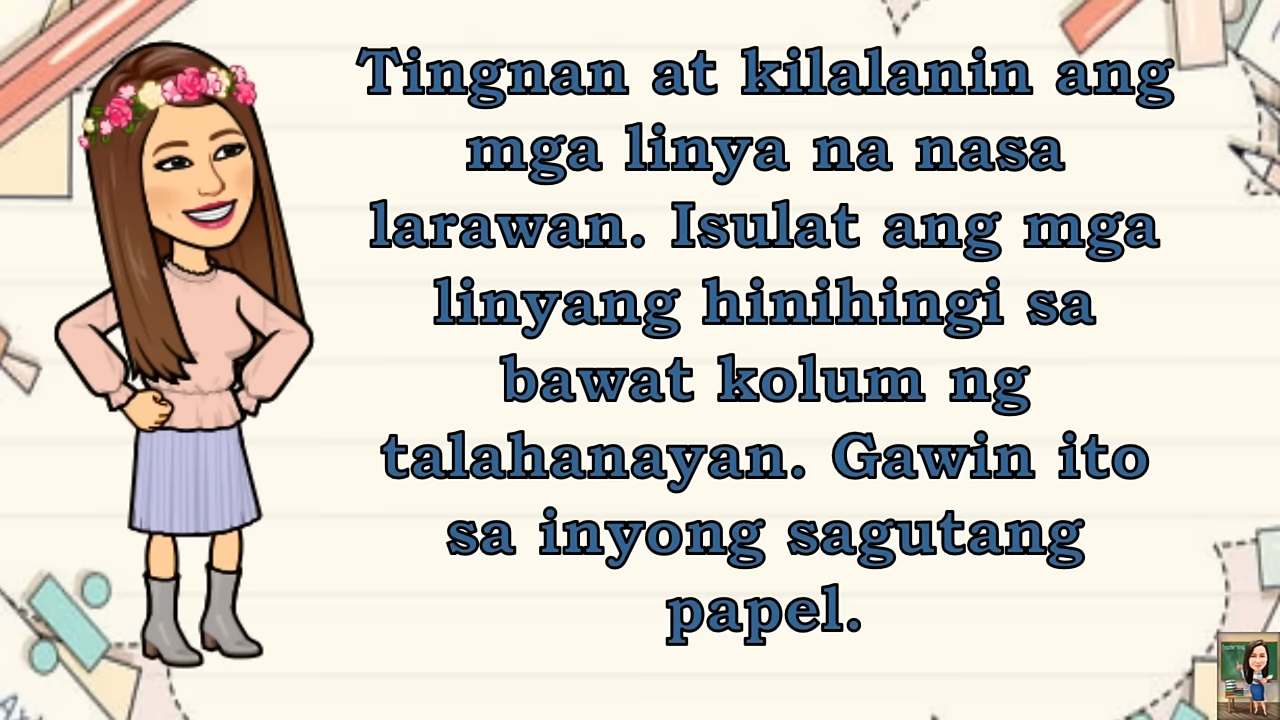 Tingnan at kilalanin ang
mga linya na nasa
larawan. Isulat ang mga
linyang hinihingi sa
bawat kolum ng
talahanayan. Gawin ito
sa inyong sagutang
papel.